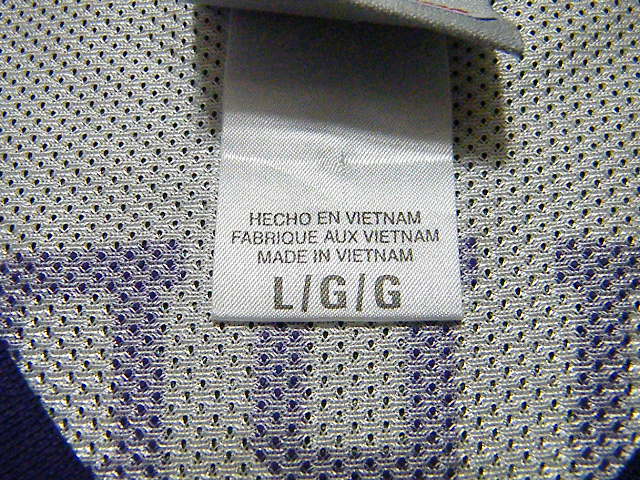 HECHO EN VIETNAM
FABRIQUE AUX VIETNAM
MADE IN VIETNAM
L/G/G